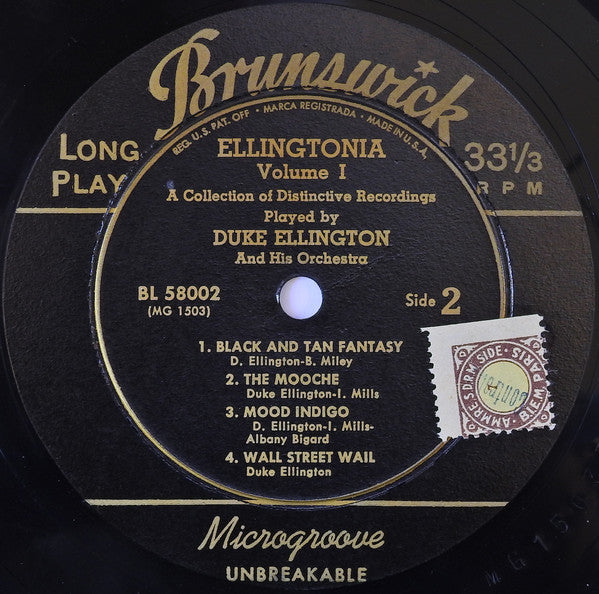 Brunswick
REG. U.S. PAT. OFF. • MARCA REGISTRADA • MADE IN U.S.A.
LONG PLAY
33 1/3 RPM
ELLINGTONIA
Volume I
A Collection of Distinctive Recordings
Played by
DUKE ELLINGTON
And His Orchestra
BL 58002
(MG 1503)
Side 2
1. BLACK AND TAN FANTASY
D. Ellington-B. Miley
2. THE MOOCHE
Duke Ellington-I. Mills
3. MOOD INDIGO
D. Ellington-I. Mills-
Albany Bigard
4. WALL STREET WAIL
Duke Ellington
B.I.E.M. PARIS
Microgroove
UNBREAKABLE